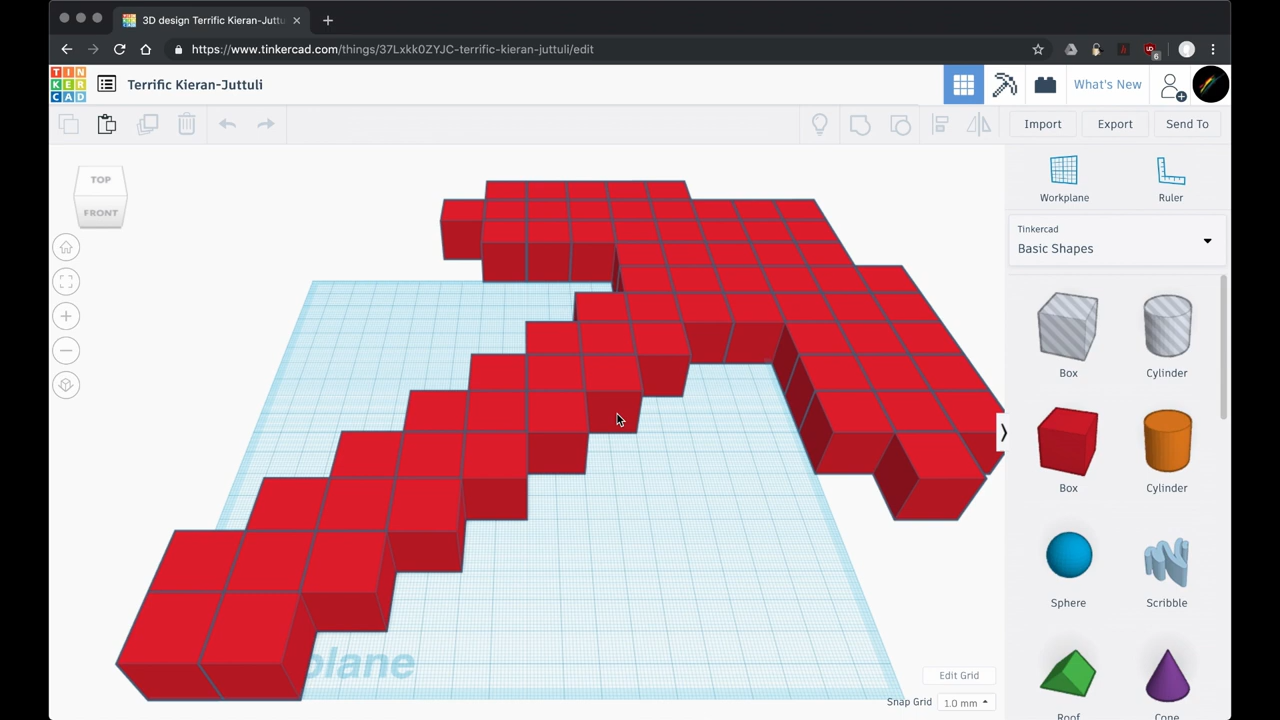 3D design Terrific Kieran-Juttu
https://www.tinkercad.com/things/37Lxkk0ZYJC-terrific-kieran-juttuli/edit
6
TIN
KER
CAD
Terrific Kieran-Juttuli
What's New
Import
Export
Send To
TOP
FRONT
Workplane
Ruler
Tinkercad
Basic Shapes
Box
Cylinder
Box
Cylinder
Sphere
Scribble
Roof
Cone
plane
Edit Grid
Snap Grid 1.0 mm